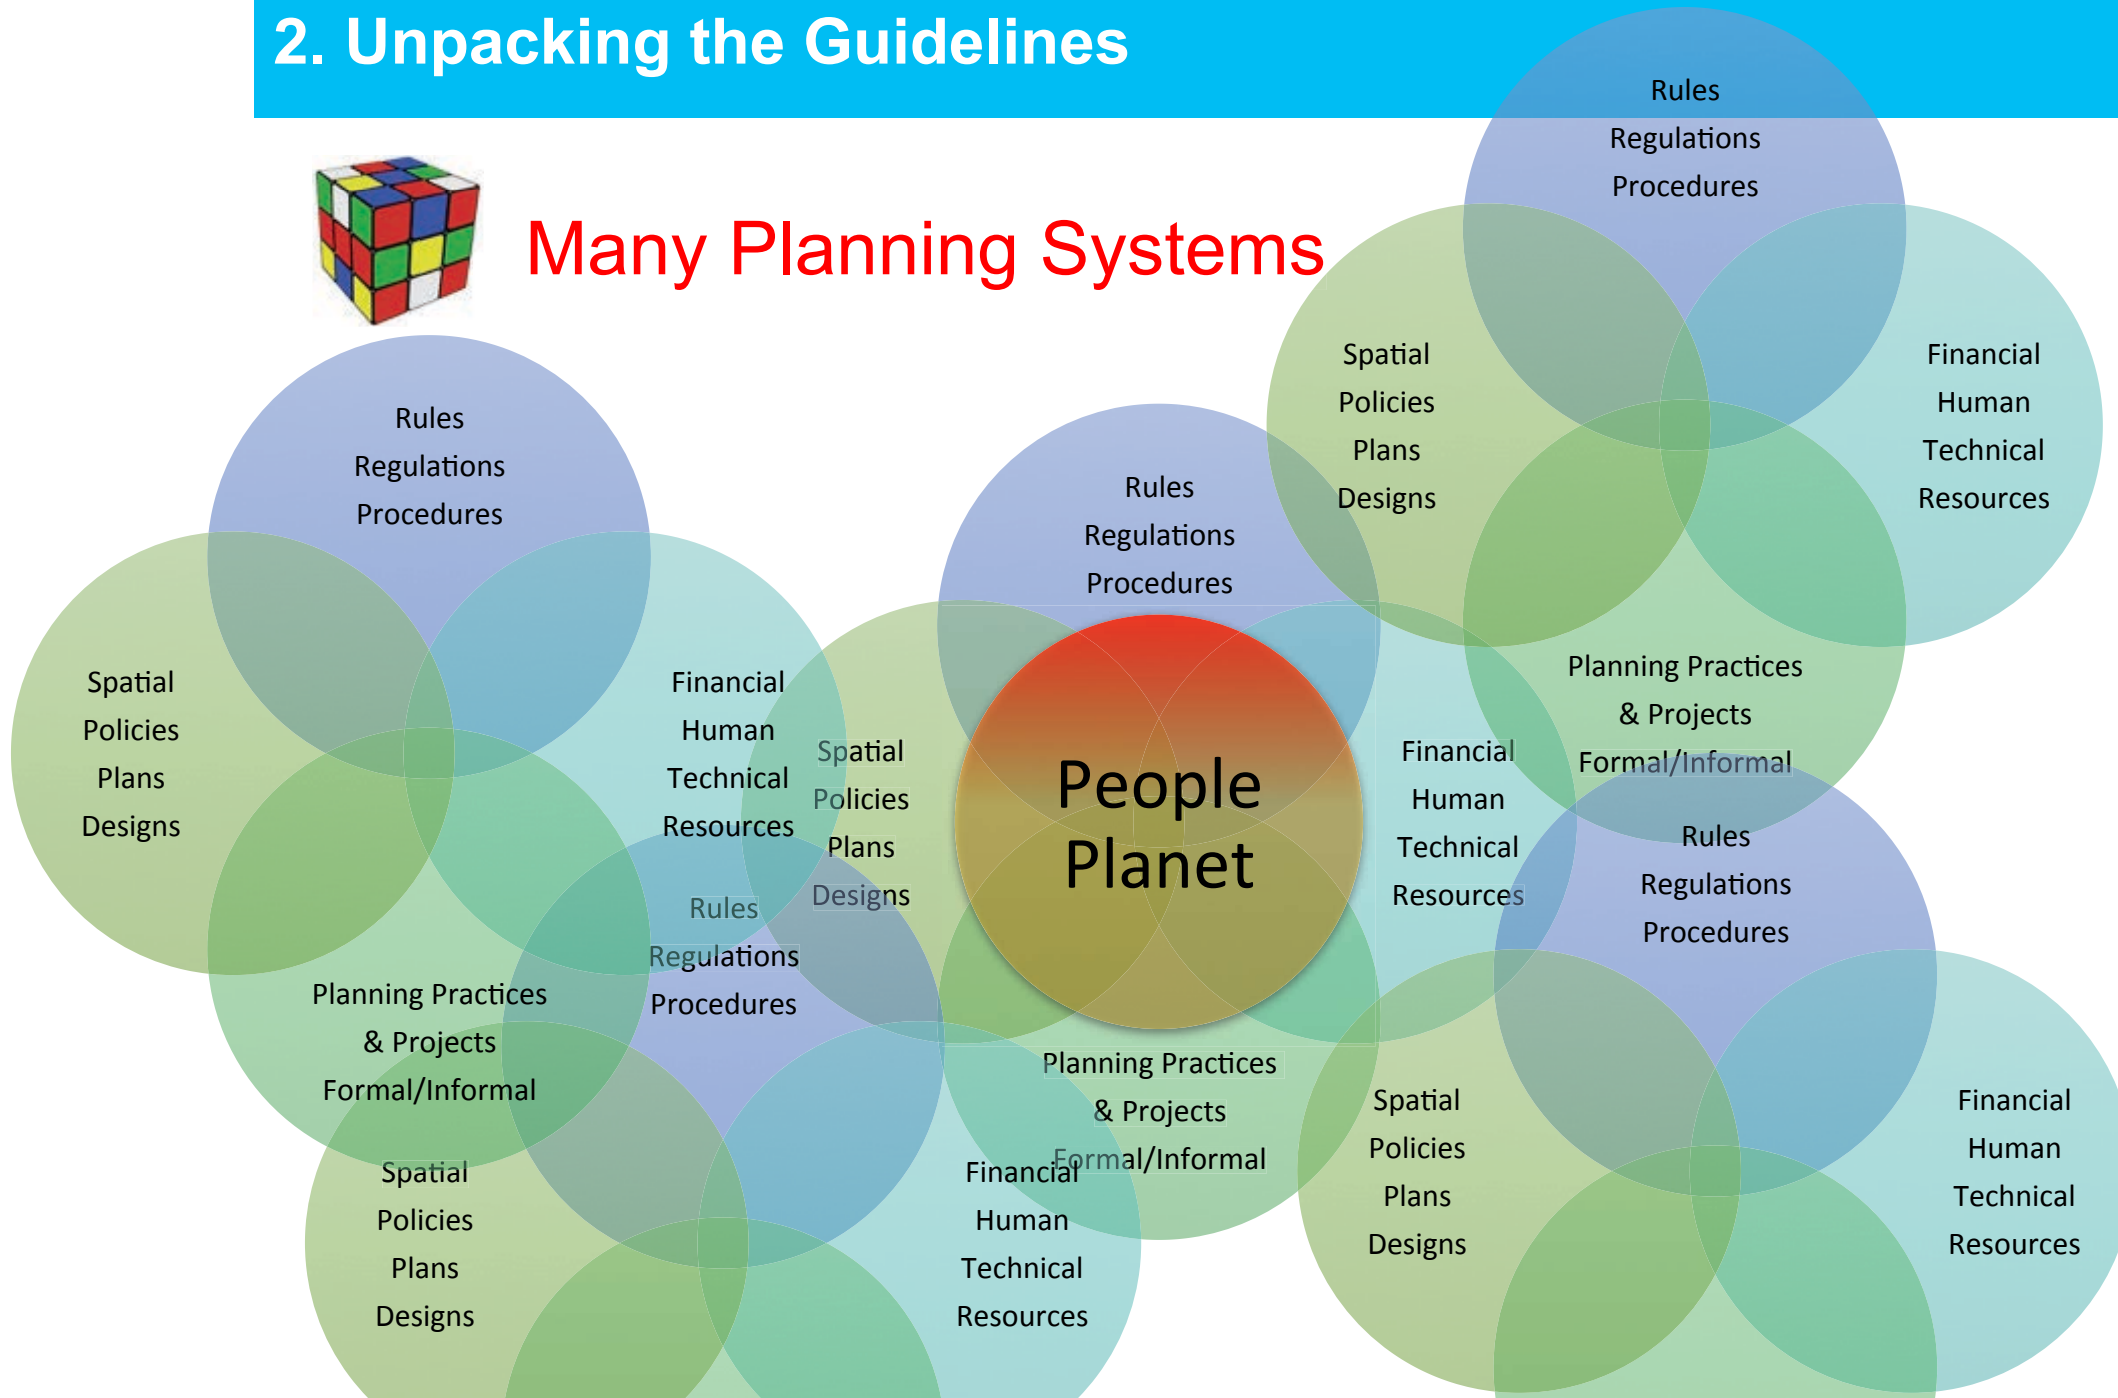 2. Unpacking the Guidelines
Many Planning Systems
Rules
Regulations
Procedures
Spatial
Policies
Plans
Designs
Financial
Human
Technical
Resources
Planning Practices
& Projects
Formal/Informal
Rules
Regulations
Procedures
Spatial
Policies
Plans
Designs
Financial
Human
Technical
Resources
Planning Practices
& Projects
Formal/Informal
Rules
Regulations
Procedures
Spatial
Policies
Plans
Designs
People
Planet
Financial
Human
Technical
Resources
Planning Practices
& Projects
Formal/Informal
Rules
Regulations
Procedures
Spatial
Policies
Plans
Designs
Financial
Human
Technical
Resources
Rules
Regulations
Procedures
Spatial
Policies
Plans
Designs
Financial
Human
Technical
Resources